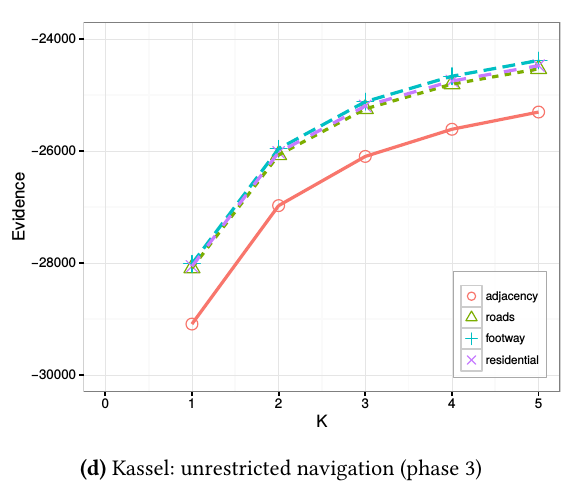 −24000
−26000
−28000
−30000
Evidence
0 1 2 3 4 5
K
adjacency
roads
footway
residential
(d) Kassel: unrestricted navigation (phase 3)